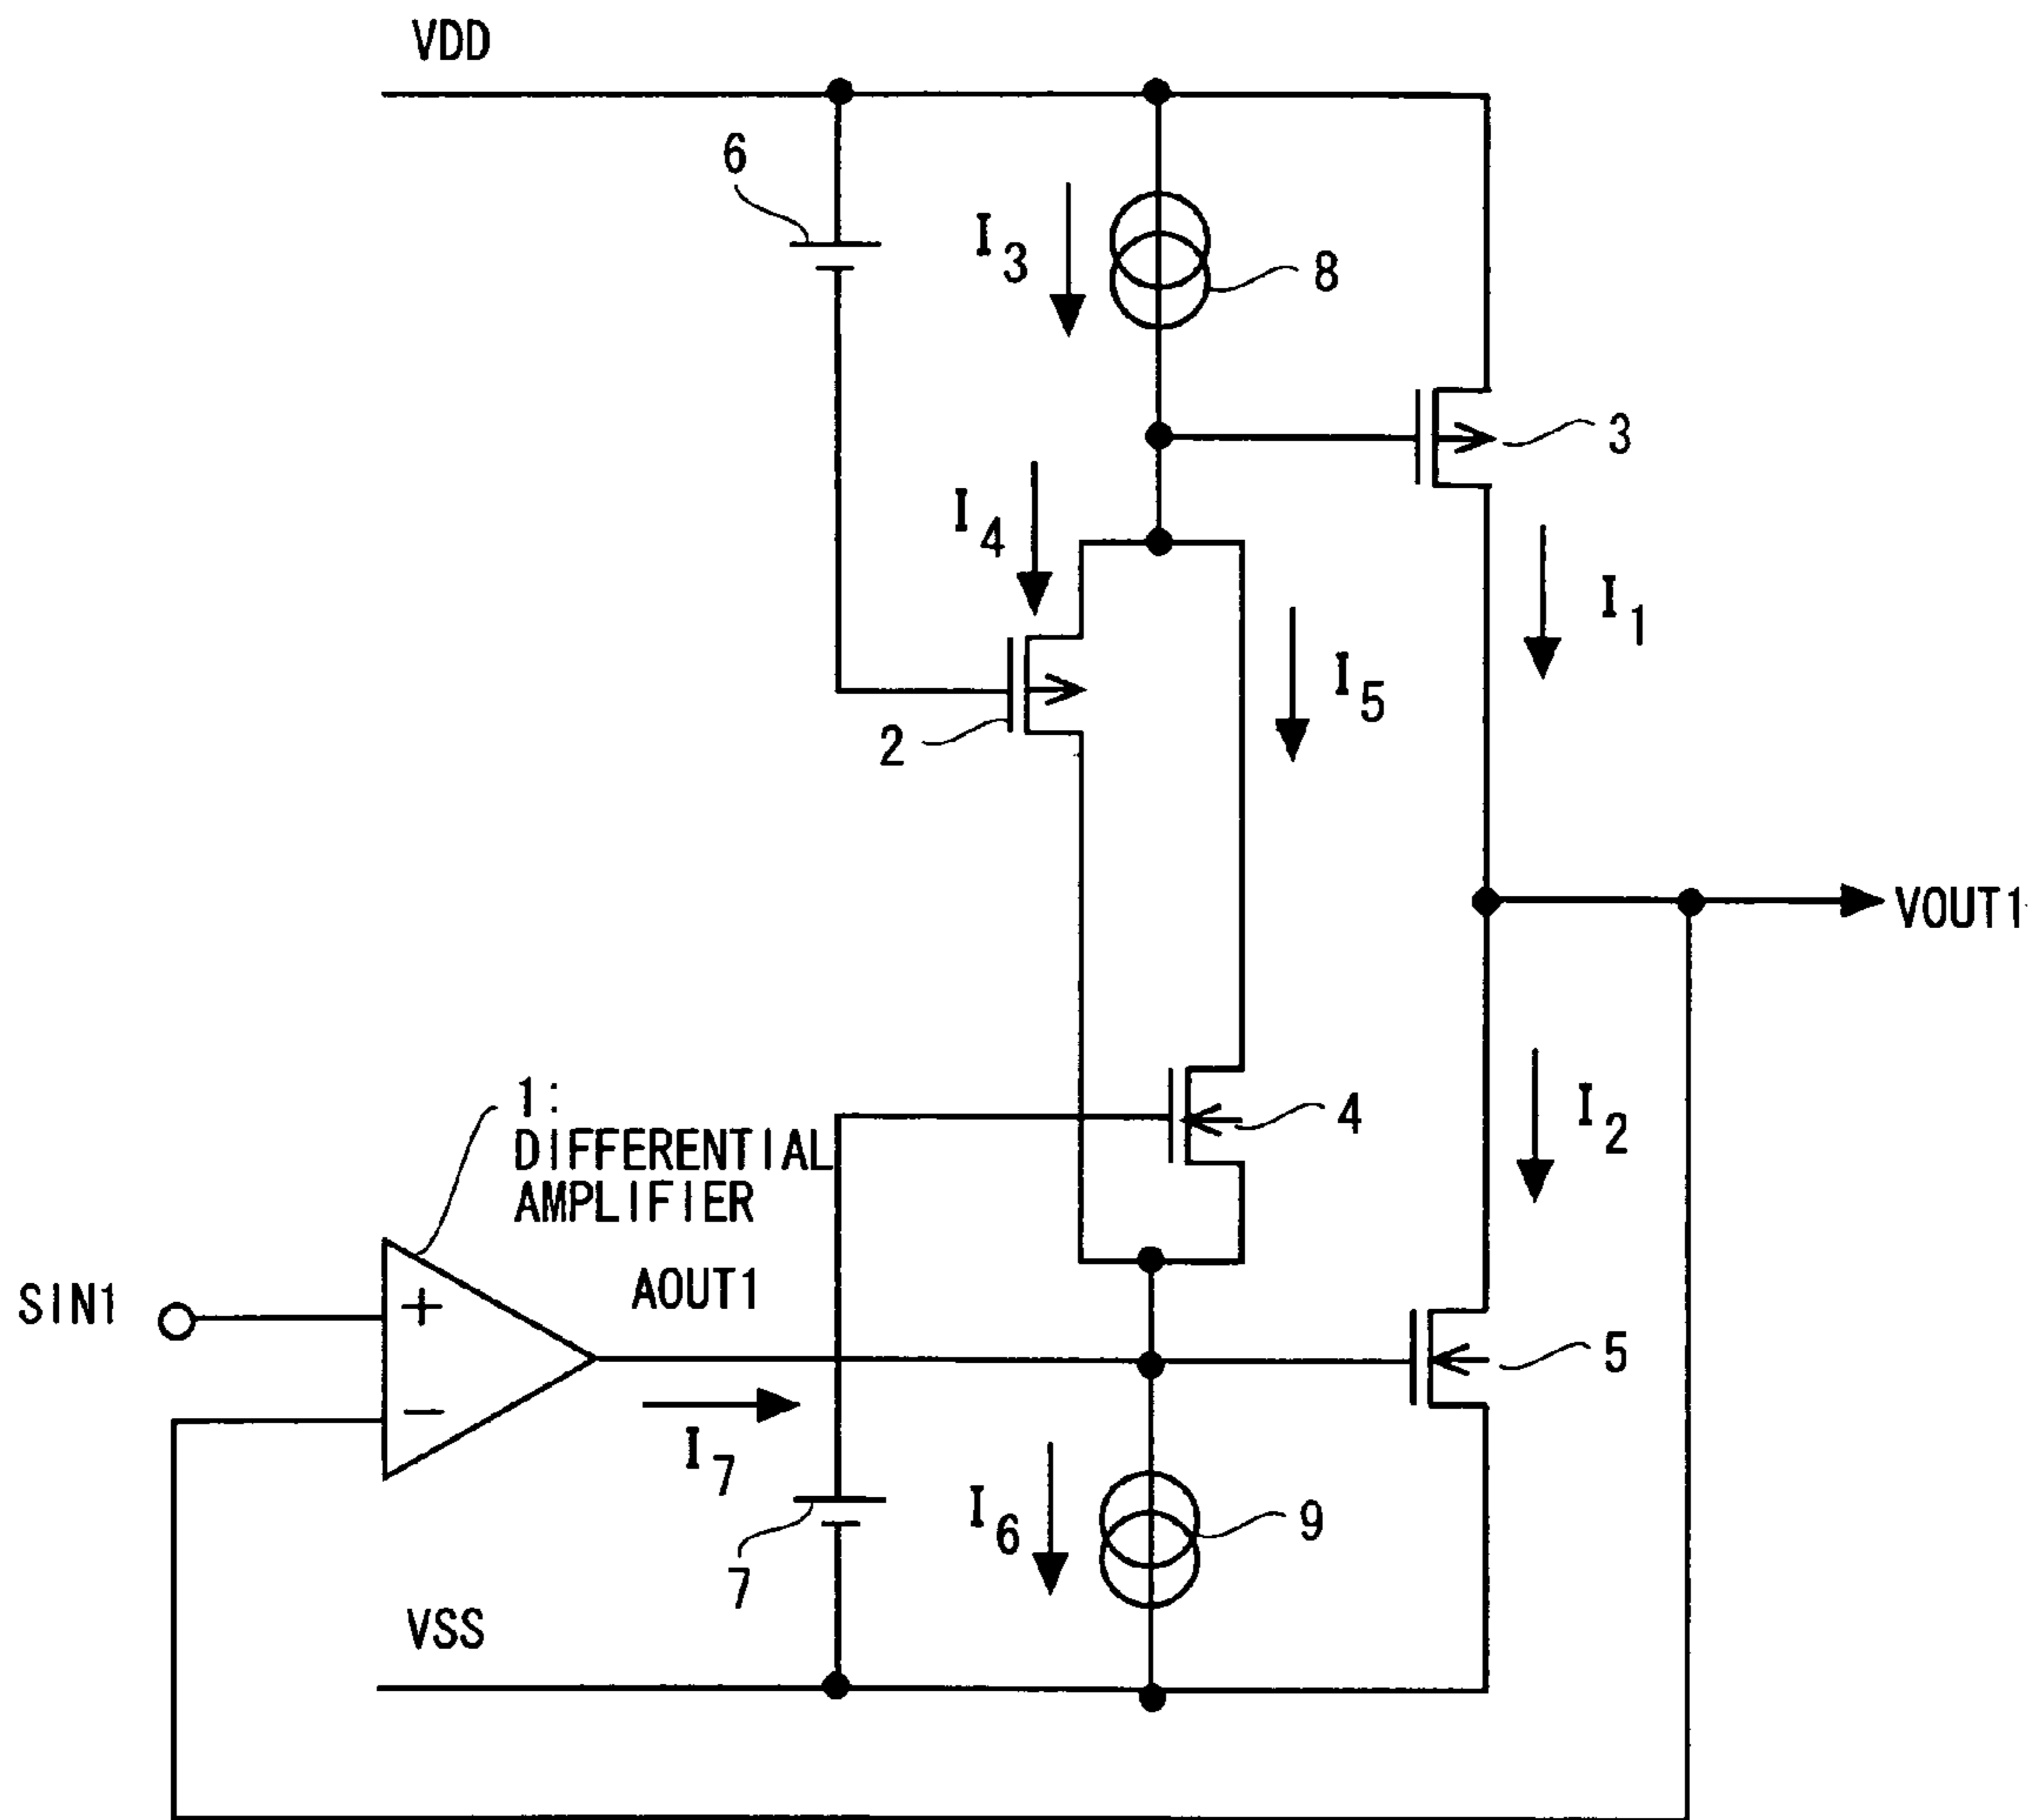 VDD
6
I3
8
3
I4
I1
I5
2
VOUT1
1:
DIFFERENTIAL
AMPLIFIER
4
I2
SIN1
+
AOUT1
5
−
I7
I6
9
7
VSS